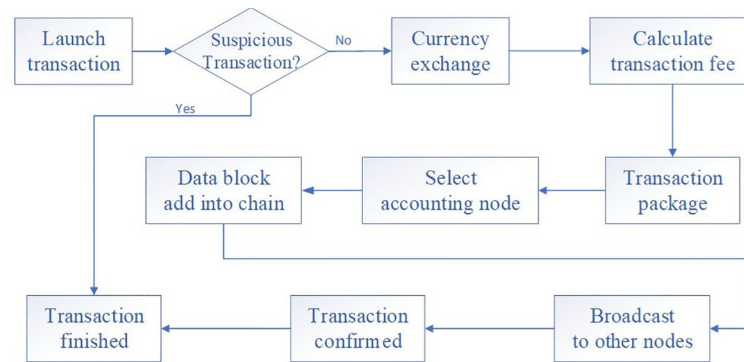 Launch
transaction
Suspicious
Transaction?
No
Currency
exchange
Calculate
transaction fee
Yes
Data block
add into chain
Select
accounting node
Transaction
package
Transaction
finished
Transaction
confirmed
Broadcast
to other nodes